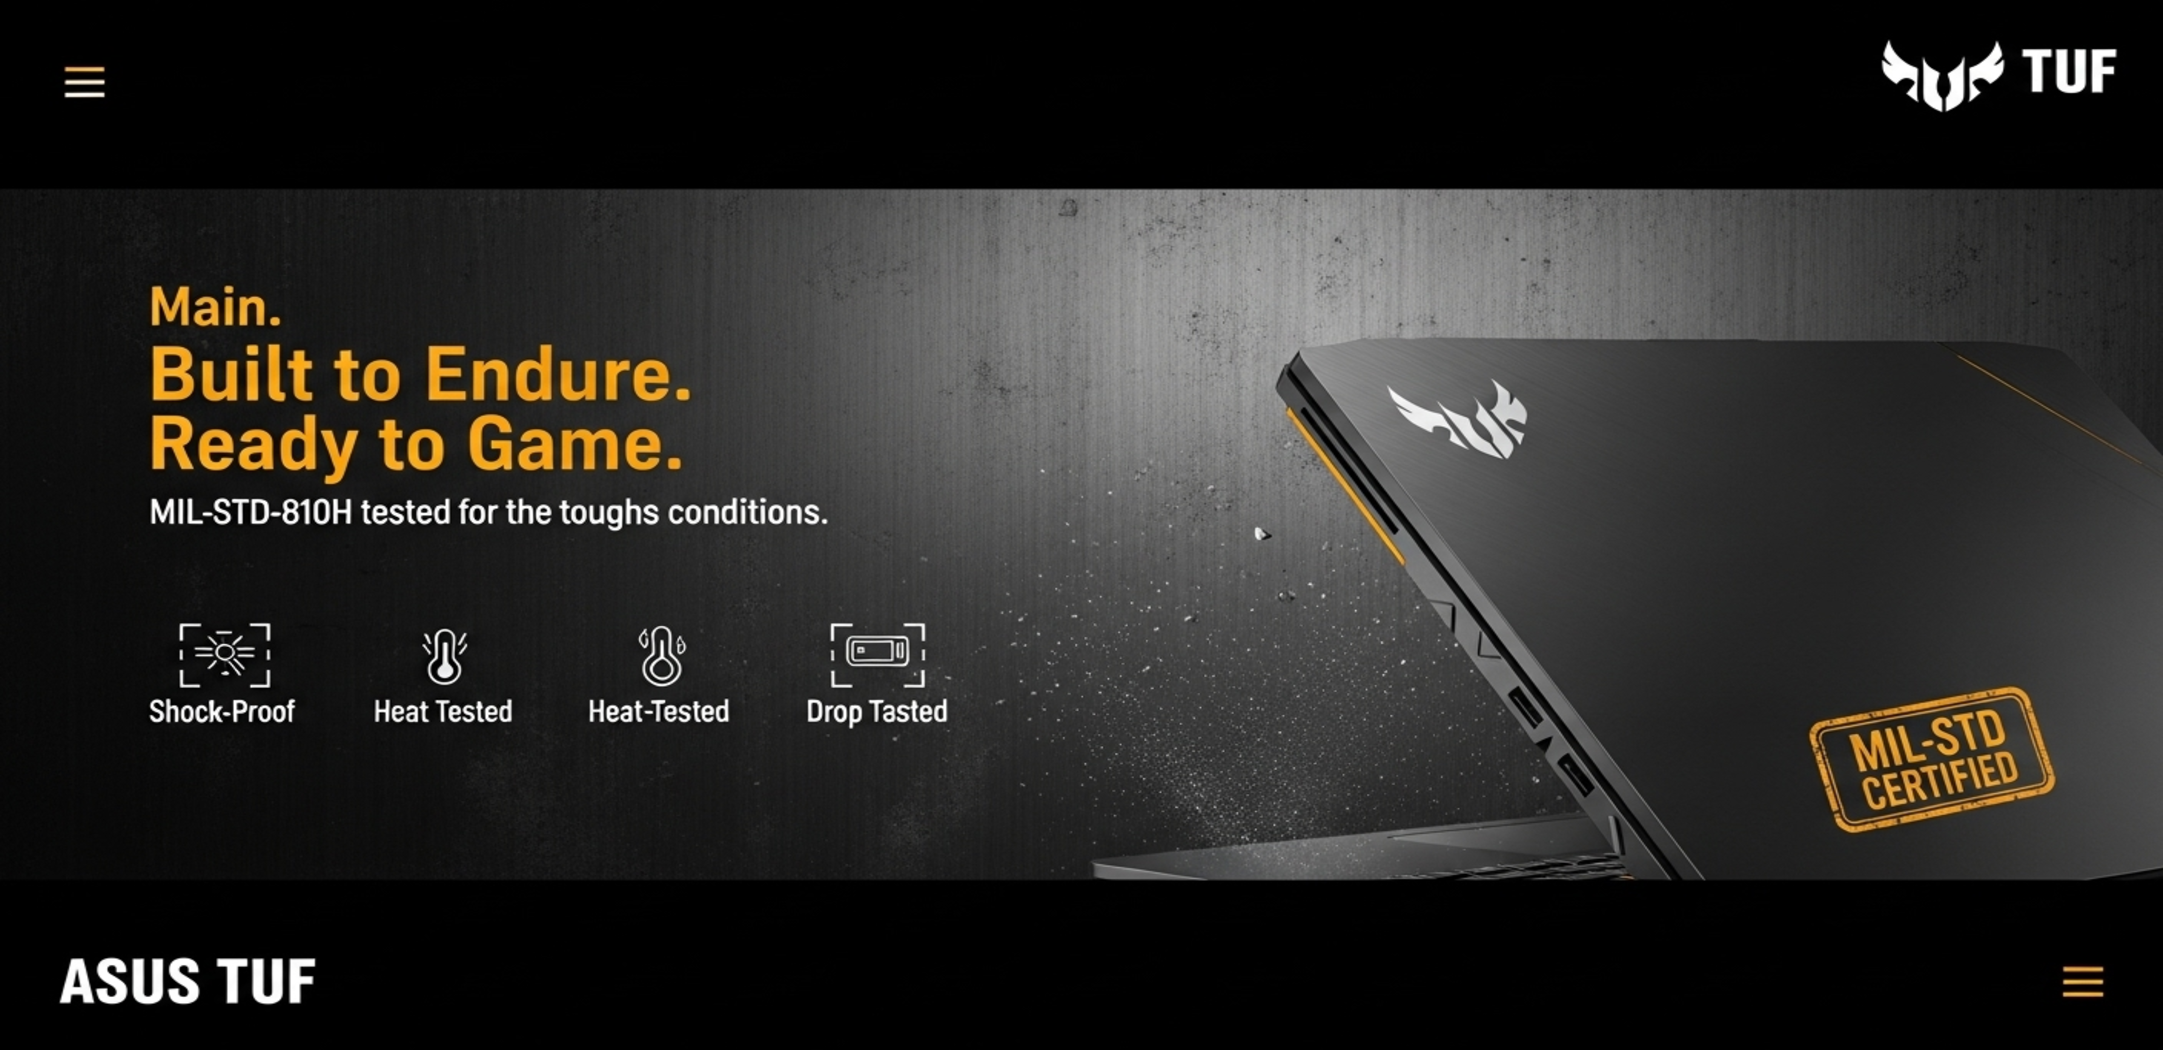 TUF
Main.
Built to Endure.
Ready to Game.
MIL-STD-810H tested for the toughs conditions.
Shock-Proof
Heat Tested
Heat-Tested
Drop Tasted
MIL-STD
CERTIFIED
ASUS TUF